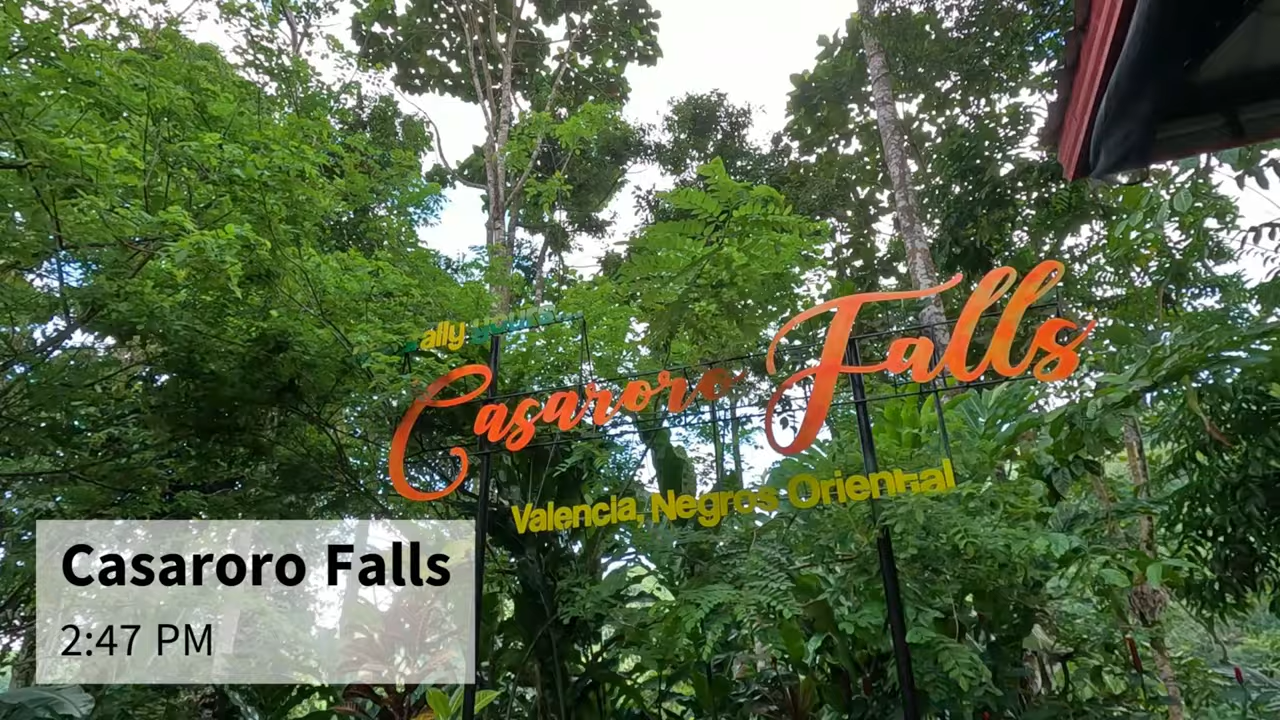 ally yours...
Casaroro Falls
Valencia, Negros Oriental
Casaroro Falls
2:47 PM